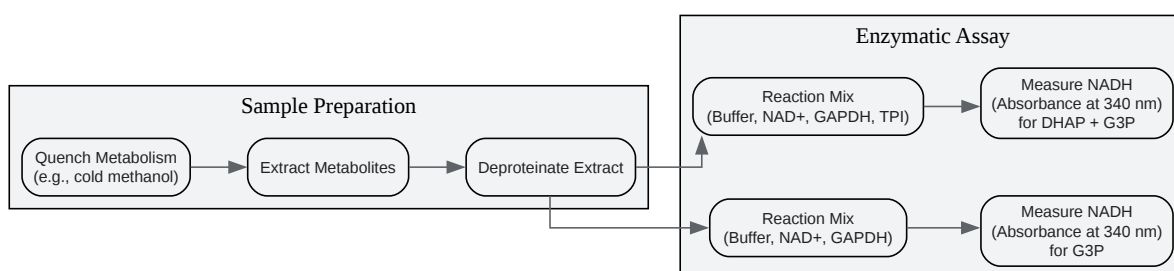 Sample Preparation
Quench Metabolism
(e.g., cold methanol)
Extract Metabolites
Deproteinate Extract
Enzymatic Assay
Reaction Mix
(Buffer, NAD+, GAPDH, TPI)
Measure NADH
(Absorbance at 340 nm)
for DHAP + G3P
Reaction Mix
(Buffer, NAD+, GAPDH)
Measure NADH
(Absorbance at 340 nm)
for G3P